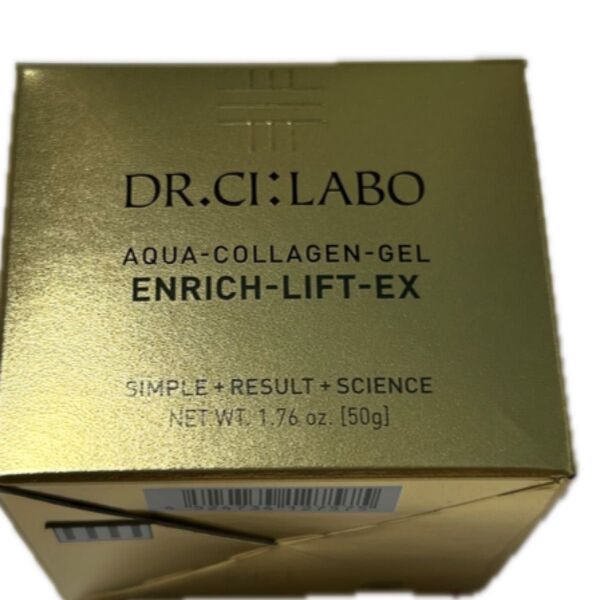 DR.CI:LABO
AQUA-COLLAGEN-GEL
ENRICH-LIFT-EX
SIMPLE + RESULT + SCIENCE
NET WT. 1.76 oz. [50g]